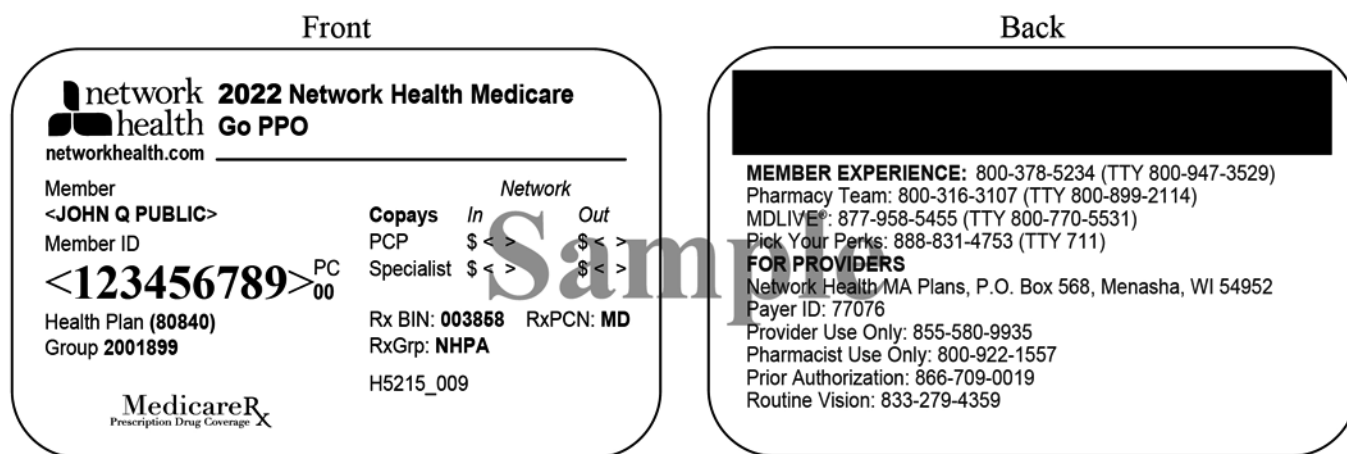 Front
network health
2022 Network Health Medicare
Go PPO
networkhealth.com
Member
<JOHN Q PUBLIC>
Member ID
<123456789> PC 00
Health Plan (80840)
Group 2001899
MedicareRx
Prescription Drug Coverage
Network
Copays In Out
PCP $ < > $ < >
Specialist $ < > $ < >
Rx BIN: 003858 RxPCN: MD
RxGrp: NHPA
H5215_009
Sample
Back
MEMBER EXPERIENCE: 800-378-5234 (TTY 800-947-3529)
Pharmacy Team: 800-316-3107 (TTY 800-899-2114)
MDLIVE®: 877-958-5455 (TTY 800-770-5531)
Pick Your Perks: 888-831-4753 (TTY 711)
FOR PROVIDERS
Network Health MA Plans, P.O. Box 568, Menasha, WI 54952
Payer ID: 77076
Provider Use Only: 855-580-9935
Pharmacist Use Only: 800-922-1557
Prior Authorization: 866-709-0019
Routine Vision: 833-279-4359